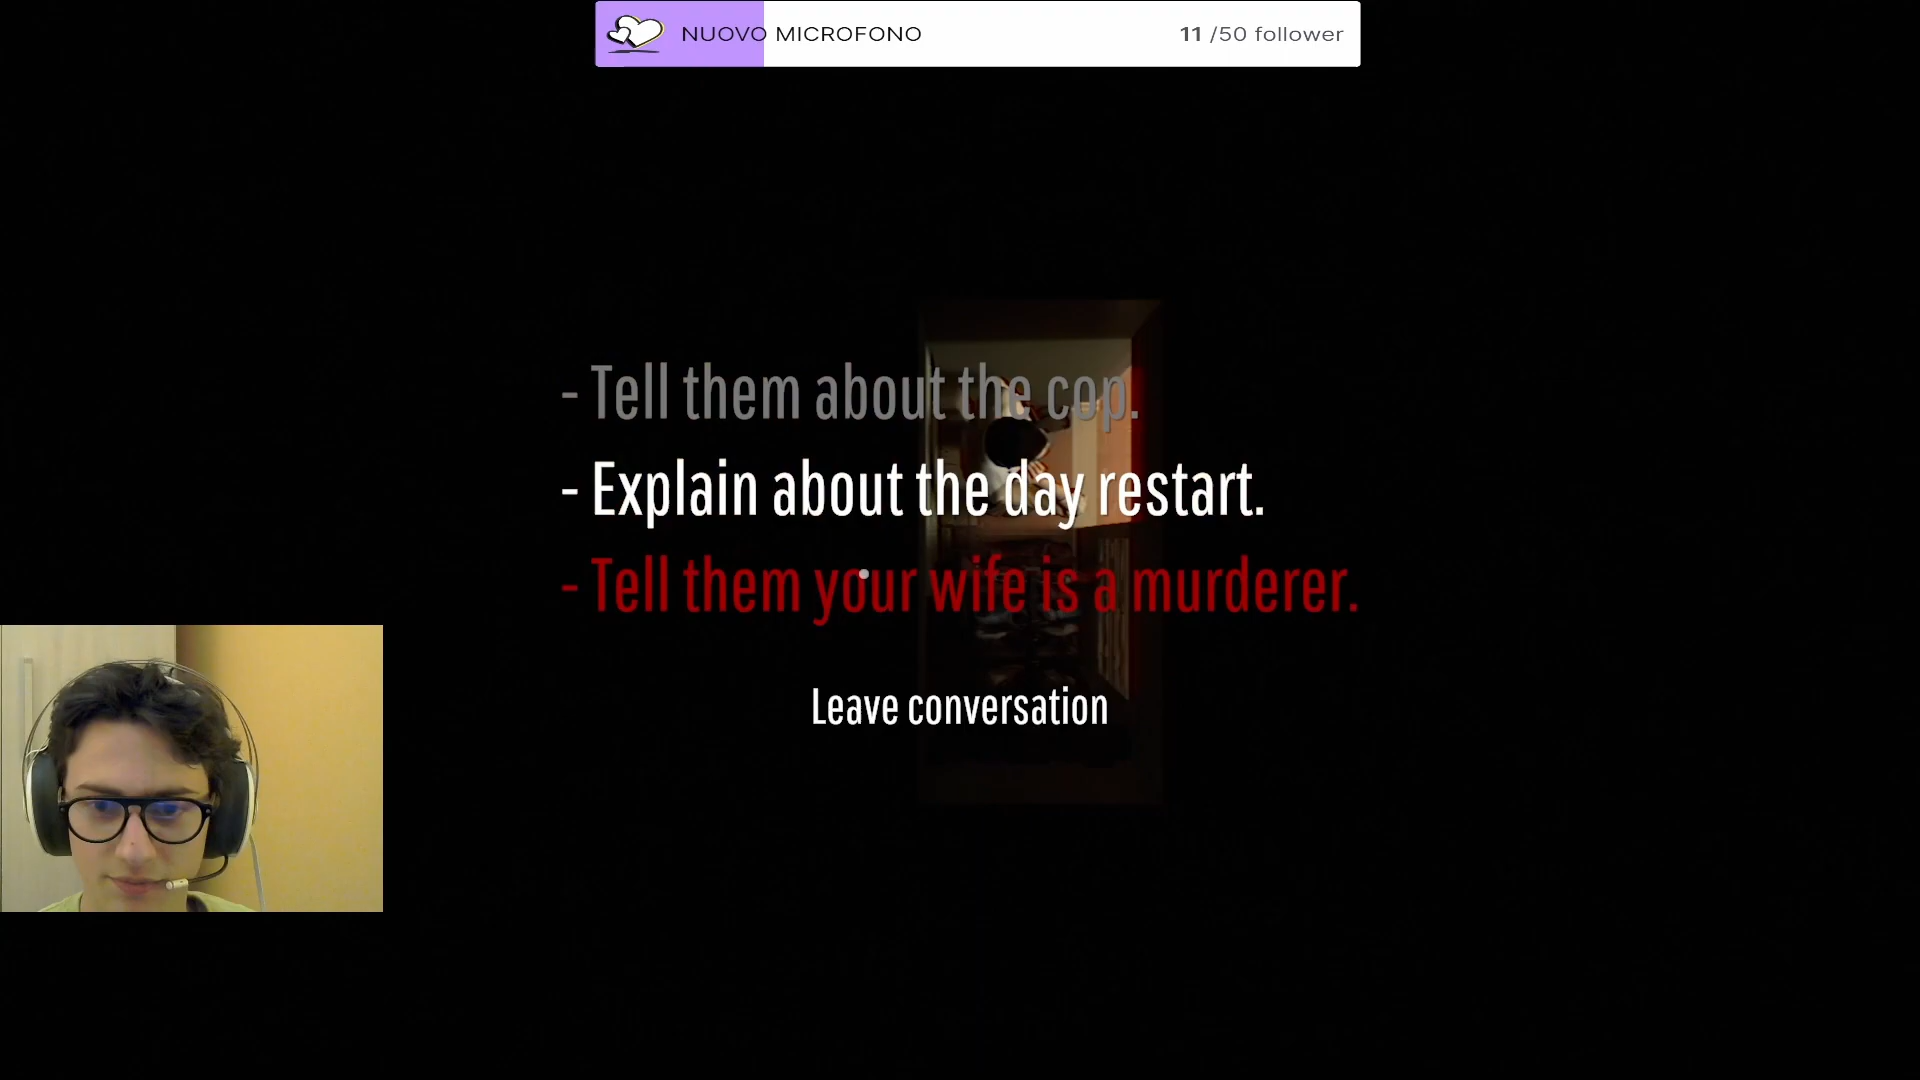 NUOVO MICROFONO 11 /50 follower
- Tell them about the cop.
- Explain about the day restart.
- Tell them your wife is a murderer.
Leave conversation